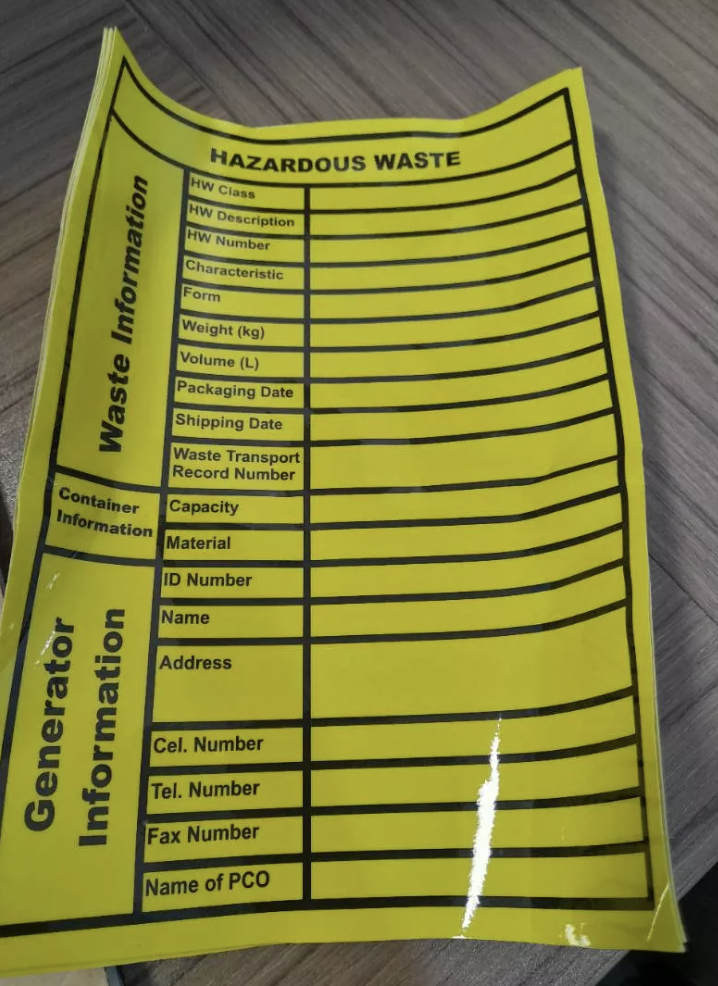 HAZARDOUS WASTE
Waste Information
HW Class
HW Description
HW Number
Characteristic
Form
Weight (kg)
Volume (L)
Packaging Date
Shipping Date
Waste Transport
Record Number
Container
Information
Capacity
Material
Generator
Information
ID Number
Name
Address
Cel. Number
Tel. Number
Fax Number
Name of PCO